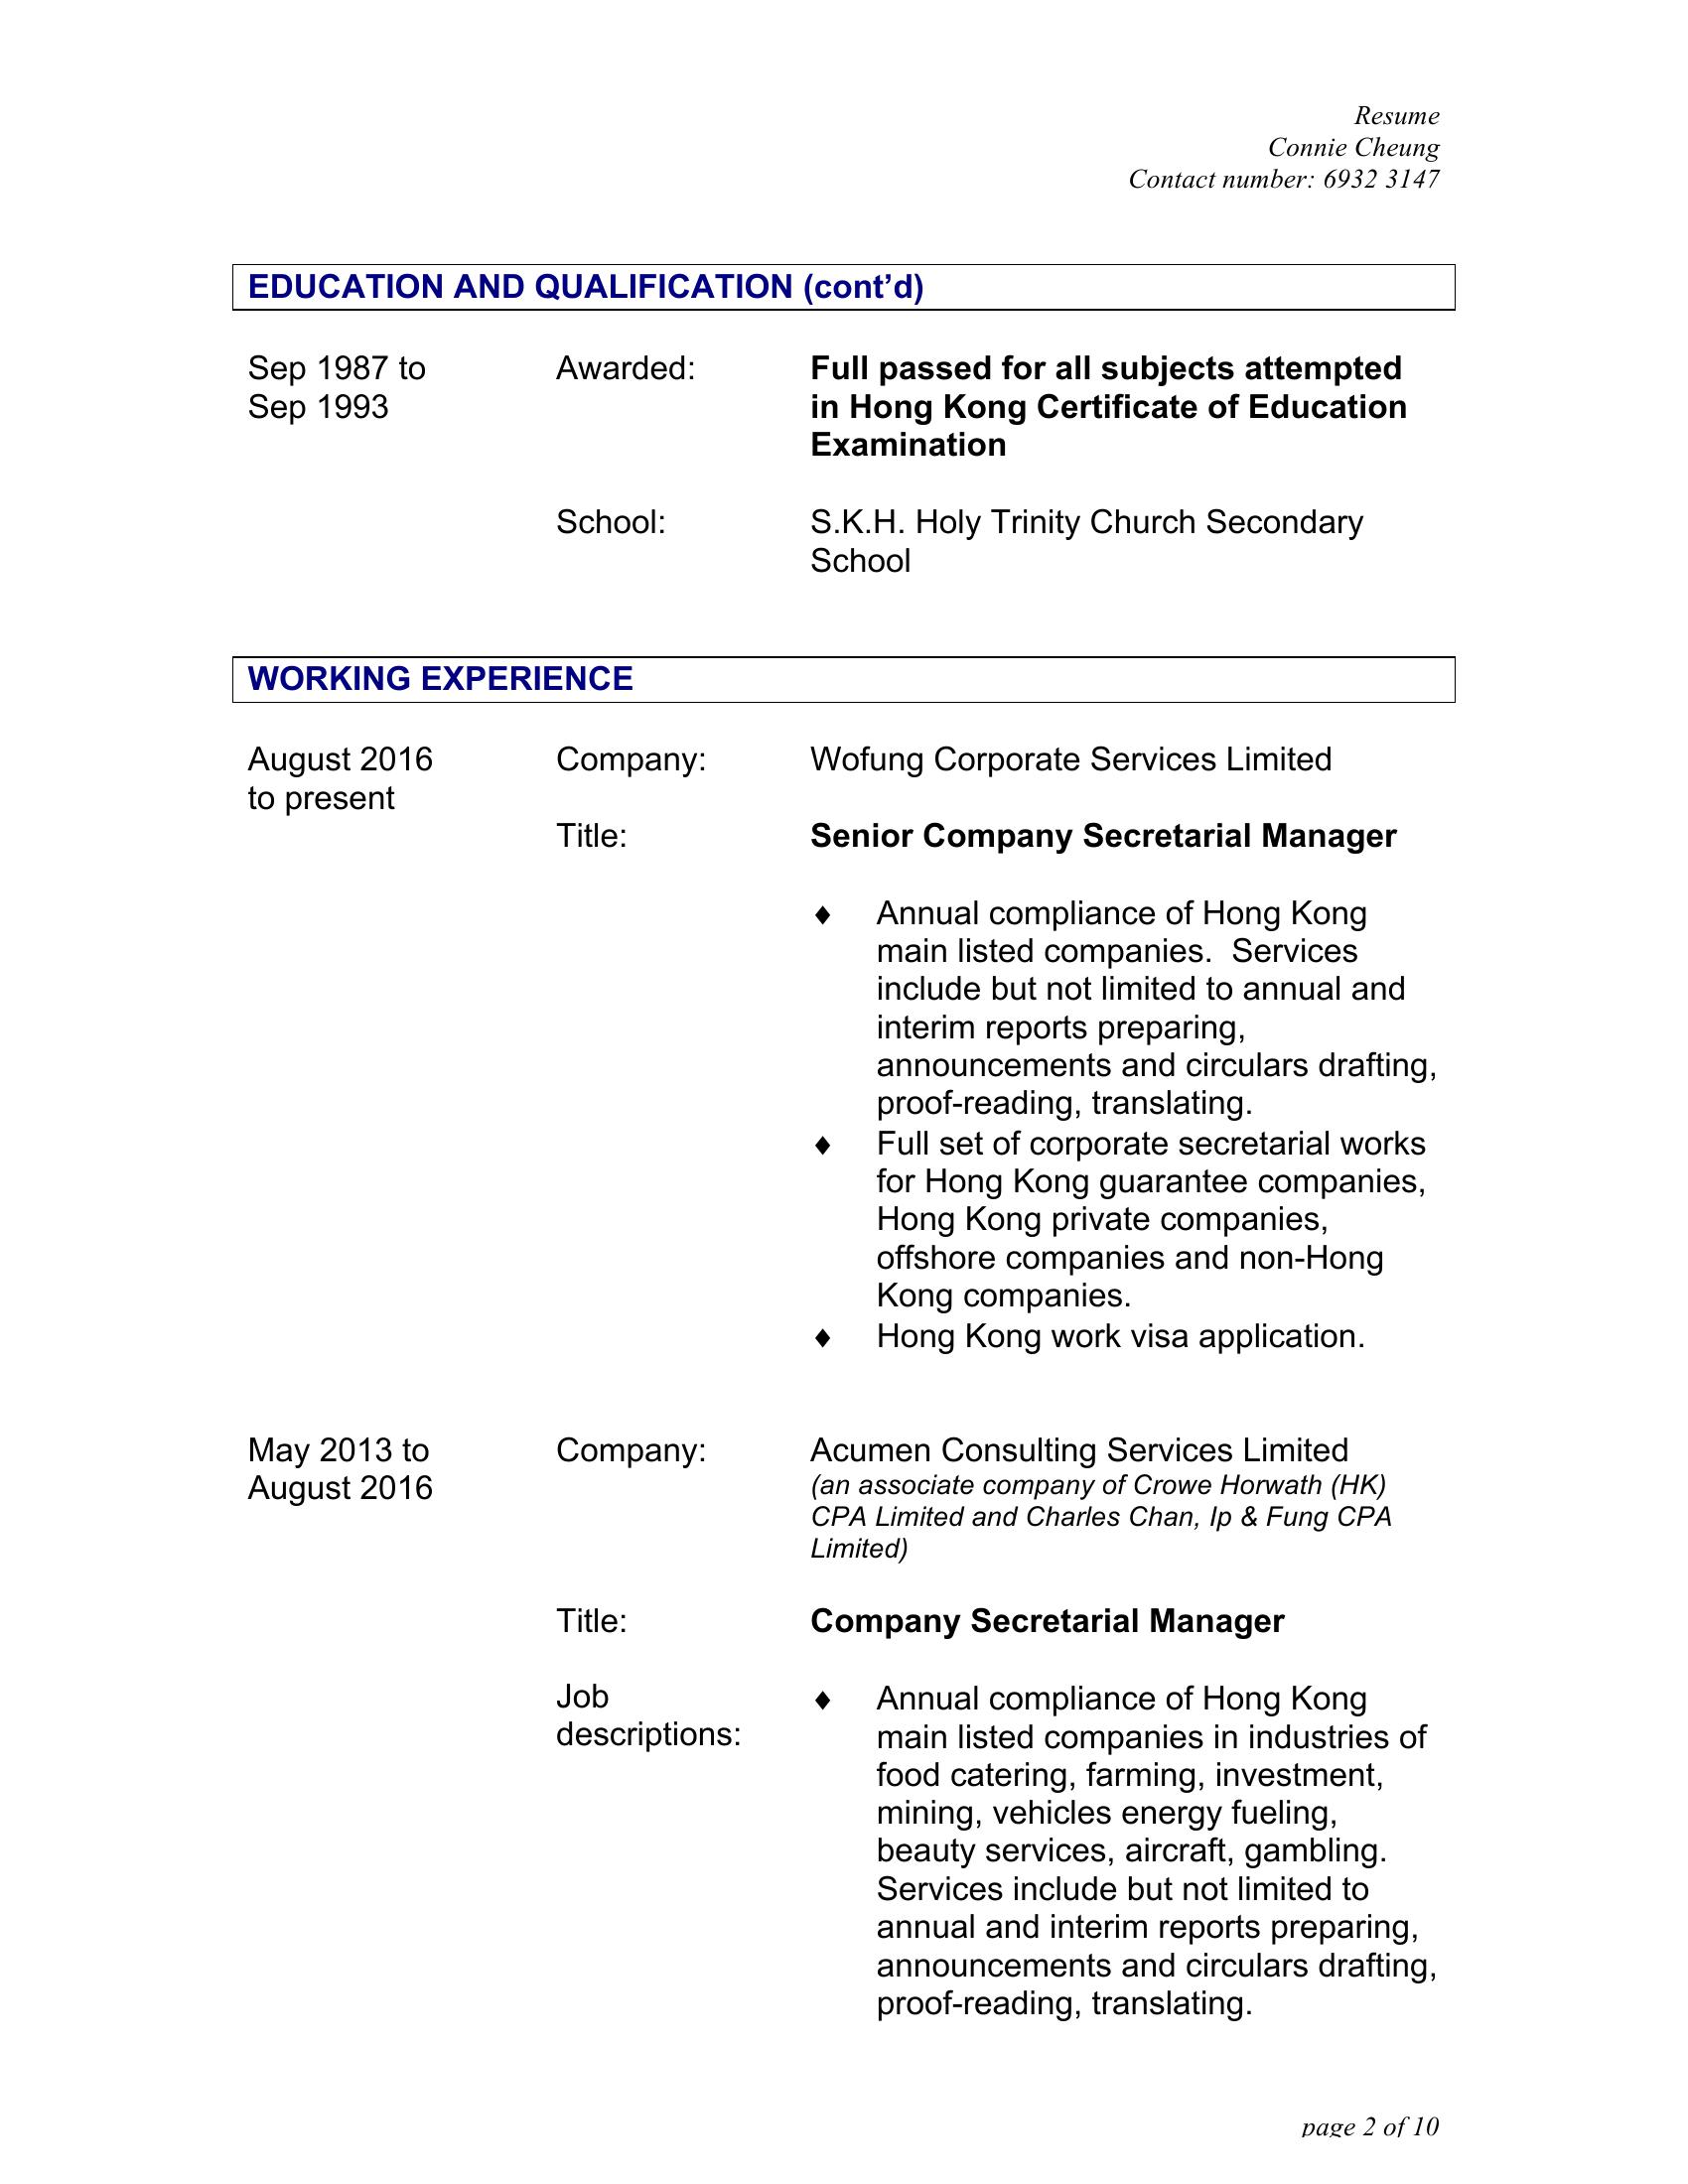 Resume
Connie Cheung
Contact number: 6932 3147
EDUCATION AND QUALIFICATION (cont’d)
Sep 1987 to Awarded: Full passed for all subjects attempted
Sep 1993 in Hong Kong Certificate of Education
Examination
School: S.K.H. Holy Trinity Church Secondary
School
WORKING EXPERIENCE
August 2016 Company: Wofung Corporate Services Limited
to present
Title: Senior Company Secretarial Manager
♦ Annual compliance of Hong Kong
main listed companies.  Services
include but not limited to annual and
interim reports preparing,
announcements and circulars drafting,
proof-reading, translating.
♦ Full set of corporate secretarial works
for Hong Kong guarantee companies,
Hong Kong private companies,
offshore companies and non-Hong
Kong companies.
♦ Hong Kong work visa application.
May 2013 to Company: Acumen Consulting Services Limited
August 2016 (an associate company of Crowe Horwath (HK)
CPA Limited and Charles Chan, Ip & Fung CPA
Limited)
Title: Company Secretarial Manager
Job ♦ Annual compliance of Hong Kong
descriptions: main listed companies in industries of
food catering, farming, investment,
mining, vehicles energy fueling,
beauty services, aircraft, gambling.
Services include but not limited to
annual and interim reports preparing,
announcements and circulars drafting,
proof-reading, translating.
page 2 of 10